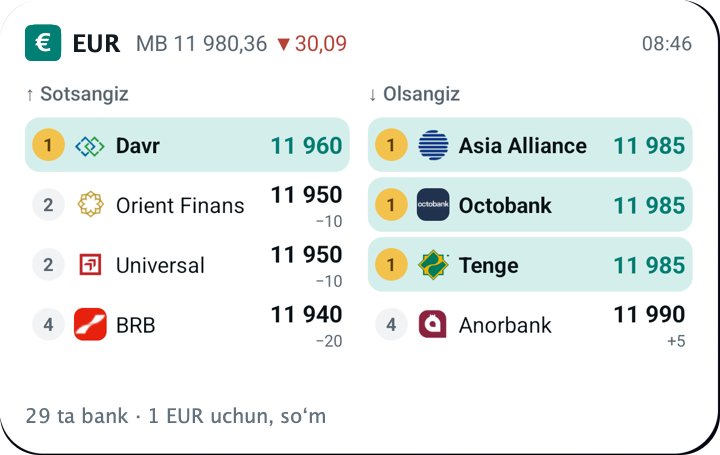 € EUR MB 11 980,36 ▼30,09 08:46
↑ Sotsangiz
1 Davr 11 960
2 Orient Finans 11 950
−10
2 Universal 11 950
−10
4 BRB 11 940
−20
↓ Olsangiz
1 Asia Alliance 11 985
1 octobank Octobank 11 985
1 Tenge 11 985
4 Anorbank 11 990
+5
29 ta bank · 1 EUR uchun, so‘m